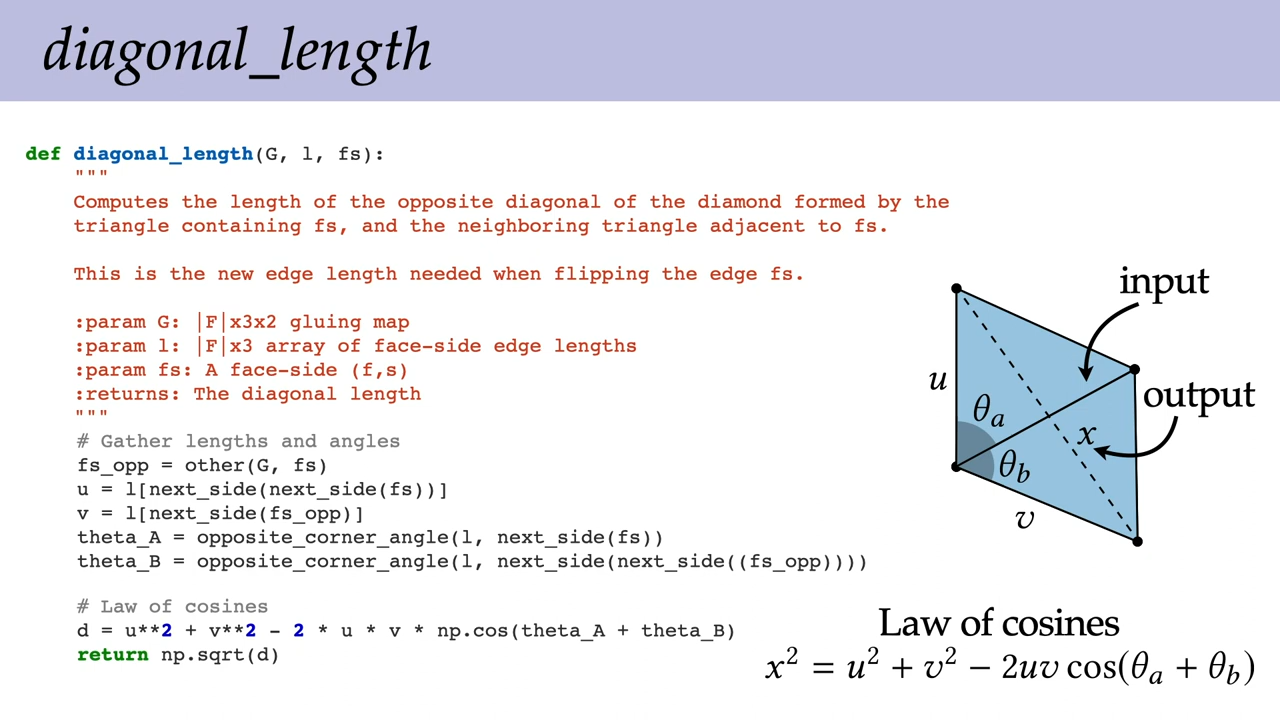 diagonal_length
def diagonal_length(G, l, fs):
"""
Computes the length of the opposite diagonal of the diamond formed by the
triangle containing fs, and the neighboring triangle adjacent to fs.
This is the new edge length needed when flipping the edge fs.
:param G: |F|x3x2 gluing map
:param l: |F|x3 array of face-side edge lengths
:param fs: A face-side (f,s)
:returns: The diagonal length
"""
# Gather lengths and angles
fs_opp = other(G, fs)
u = l[next_side(next_side(fs))]
v = l[next_side(fs_opp)]
theta_A = opposite_corner_angle(l, next_side(fs))
theta_B = opposite_corner_angle(l, next_side(next_side((fs_opp))))
# Law of cosines
d = u**2 + v**2 - 2 * u * v * np.cos(theta_A + theta_B)
return np.sqrt(d)
input
output
u
θₐ
x
θ_b
v
Law of cosines
x² = u² + v² − 2uv cos(θₐ + θ_b)